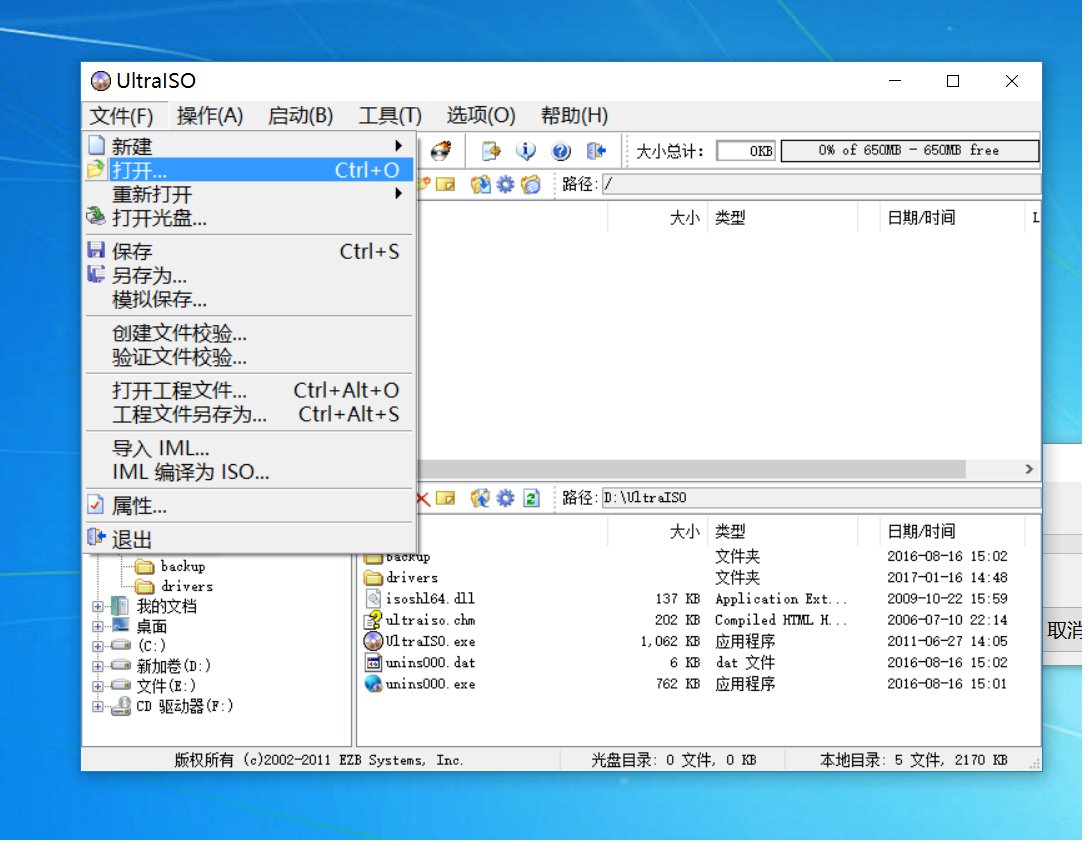 UltraISO
文件(F) 操作(A) 启动(B) 工具(T) 选项(O) 帮助(H)
新建
打开... Ctrl+O
重新打开
打开光盘...
保存 Ctrl+S
另存为...
模拟保存...
创建文件校验...
验证文件校验...
打开工程文件... Ctrl+Alt+O
工程文件另存为... Ctrl+Alt+S
导入 IML...
IML 编译为 ISO...
属性...
退出
大小总计: 0KB 0% of 650MB - 650MB free
路径: /
大小 类型 日期/时间 L
路径: D:\UltraISO
大小 类型 日期/时间
backup 文件夹 2016-08-16 15:02
drivers 文件夹 2017-01-16 14:48
isoshl64.dll 137 KB Application Ext... 2009-10-22 15:59
ultraiso.chm 202 KB Compiled HTML H... 2006-07-10 22:14
UltraISO.exe 1,062 KB 应用程序 2011-06-27 14:05
unins000.dat 6 KB dat 文件 2016-08-16 15:02
unins000.exe 762 KB 应用程序 2016-08-16 15:01
backup
drivers
我的文档
桌面
(C:)
新加卷(D:)
文件(E:)
CD 驱动器(F:)
版权所有 (c)2002-2011 EZB Systems, Inc. 光盘目录: 0 文件, 0 KB 本地目录: 5 文件, 2170 KB
取消